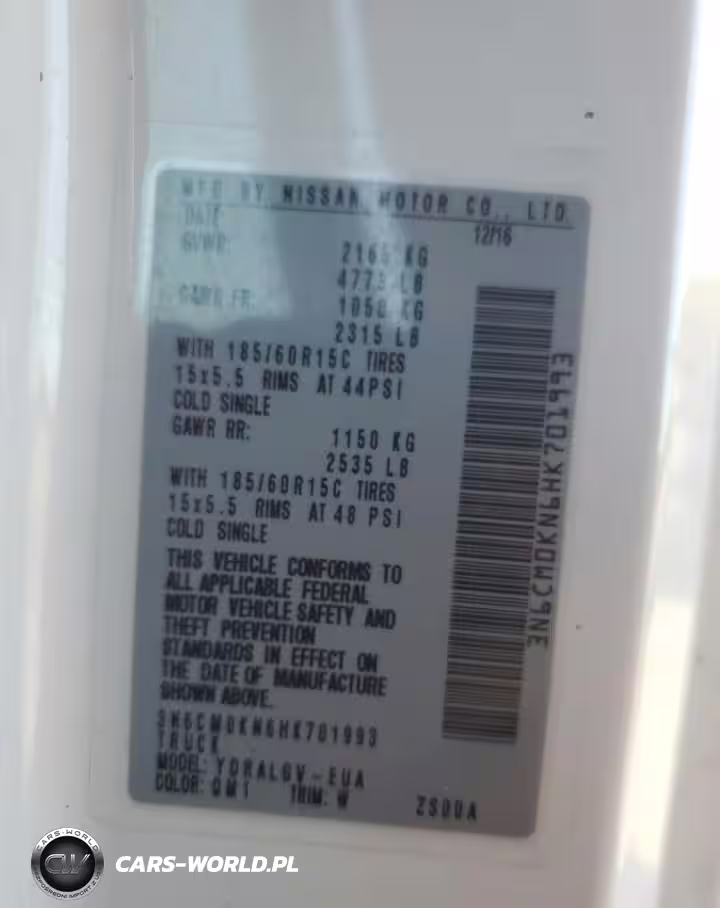 MFG BY NISSAN MOTOR CO., LTD.
DATE: 12/16
GVWR: 2165 KG
4773 LB
GAWR FR: 1050 KG
2315 LB
WITH 185/60R15C TIRES
15x5.5 RIMS AT 44PSI
COLD SINGLE
GAWR RR: 1150 KG
2535 LB
WITH 185/60R15C TIRES
15x5.5 RIMS AT 48 PSI
COLD SINGLE
THIS VEHICLE CONFORMS TO
ALL APPLICABLE FEDERAL
MOTOR VEHICLE SAFETY AND
THEFT PREVENTION
STANDARDS IN EFFECT ON
THE DATE OF MANUFACTURE
SHOWN ABOVE.
3N6CM0KN6HK701993
TRUCK
MODEL: YDRALGV-EUA
COLOR: QM1 TRIM: W ZS00A
3N6CM0KN6HK701993
CARS-WORLD
CW
CARS-WORLD.PL